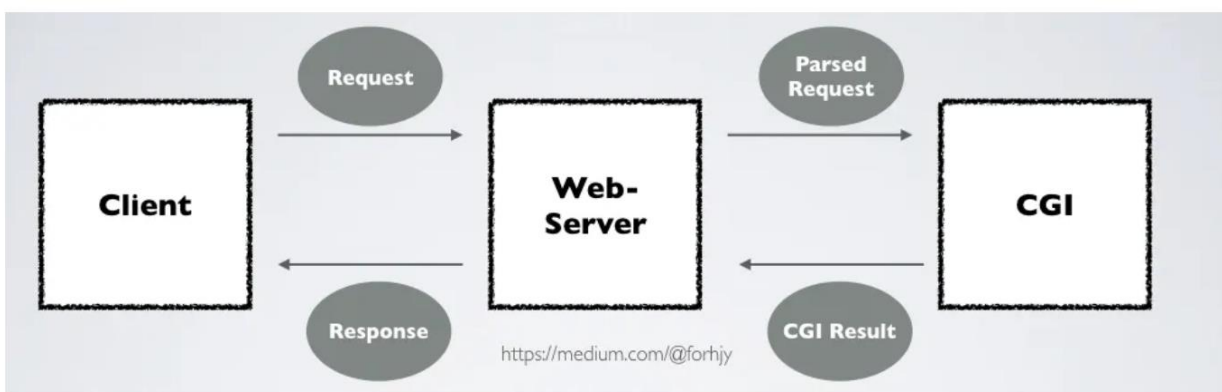 Request
Parsed
Request
Client
Web-
Server
CGI
Response
CGI Result
https://medium.com/@forhjy